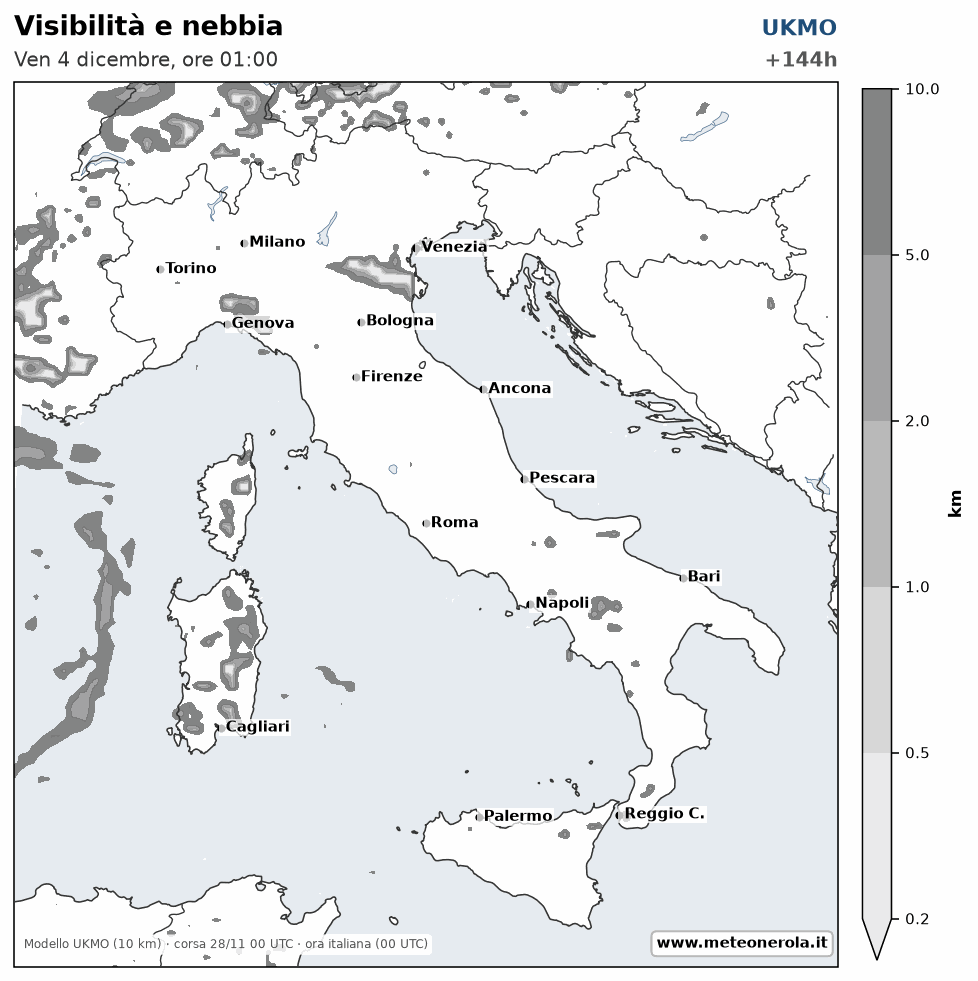 Visibilità e nebbia
UKMO
Ven 4 dicembre, ore 01:00
+144h
10.0
5.0
2.0
1.0
0.5
0.2
km
Milano
Venezia
Torino
Genova
Bologna
Firenze
Ancona
Pescara
Roma
Bari
Napoli
Cagliari
Palermo
Reggio C.
Modello UKMO (10 km) · corsa 28/11 00 UTC · ora italiana (00 UTC)
www.meteonerola.it